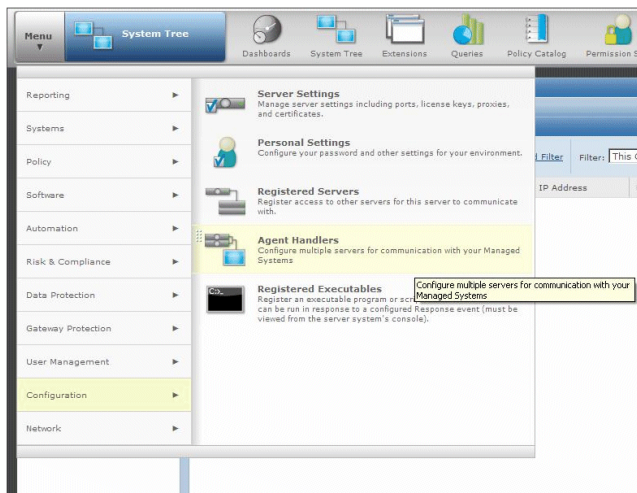 Menu
System Tree
Dashboards
System Tree
Extensions
Queries
Policy Catalog
Permission S
Reporting
Systems
Policy
Software
Automation
Risk & Compliance
Data Protection
Gateway Protection
User Management
Configuration
Network
Server Settings
Manage server settings including ports, license keys, proxies,
and certificates.
Personal Settings
Configure your password and other settings for your environment.
Registered Servers
Register access to other servers for this server to communicate
with.
Agent Handlers
Configure multiple servers for communication with your Managed
Systems
Registered Executables
Register an executable program or scr
can be run in response to a configured Response event (must be
viewed from the server system's console).
Configure multiple servers for communication with your
Managed Systems
Filter
Filter: This
IP Address